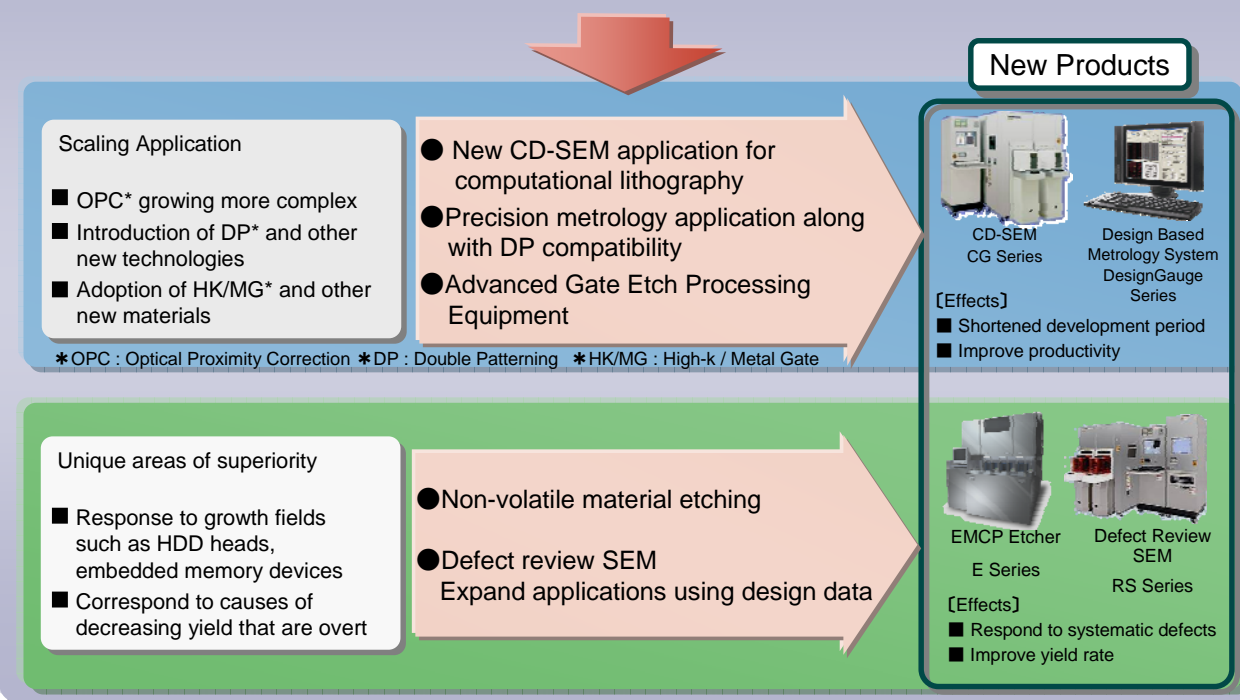 New Products
Scaling Application
■ OPC* growing more complex
■ Introduction of DP* and other
new technologies
■ Adoption of HK/MG* and other
new materials
● New CD-SEM application for
computational lithography
●Precision metrology application along
with DP compatibility
●Advanced Gate Etch Processing
Equipment
CD-SEM
CG Series
Design Based
Metrology System
DesignGauge
Series
〔Effects〕
■ Shortened development period
■ Improve productivity
∗OPC : Optical Proximity Correction ∗DP : Double Patterning ∗HK/MG : High-k / Metal Gate
Unique areas of superiority
■ Response to growth fields
such as HDD heads,
embedded memory devices
■ Correspond to causes of
decreasing yield that are overt
●Non-volatile material etching
●Defect review SEM
Expand applications using design data
EMCP Etcher
E Series
Defect Review
SEM
RS Series
〔Effects〕
■ Respond to systematic defects
■ Improve yield rate